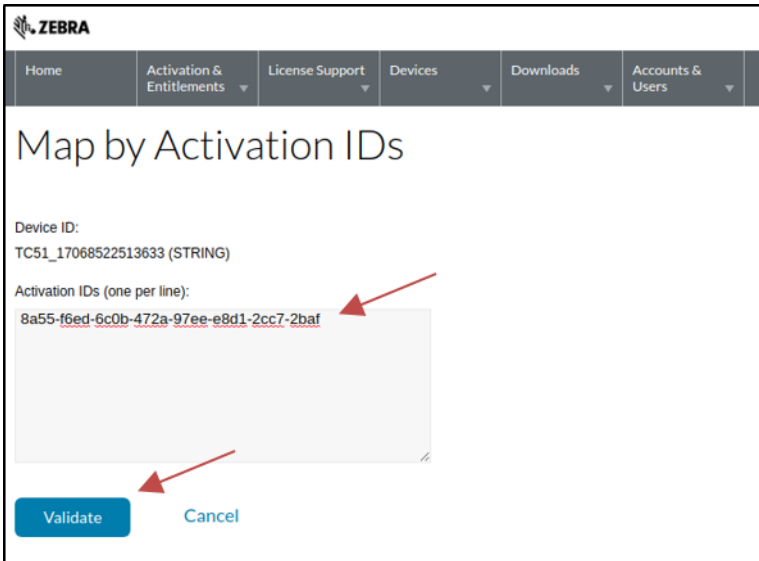 ZEBRA
Home
Activation & Entitlements
License Support
Devices
Downloads
Accounts & Users
Map by Activation IDs
Device ID:
TC51_17068522513633 (STRING)
Activation IDs (one per line):
8a55-f6ed-6c0b-472a-97ee-e8d1-2cc7-2baf
Validate Cancel